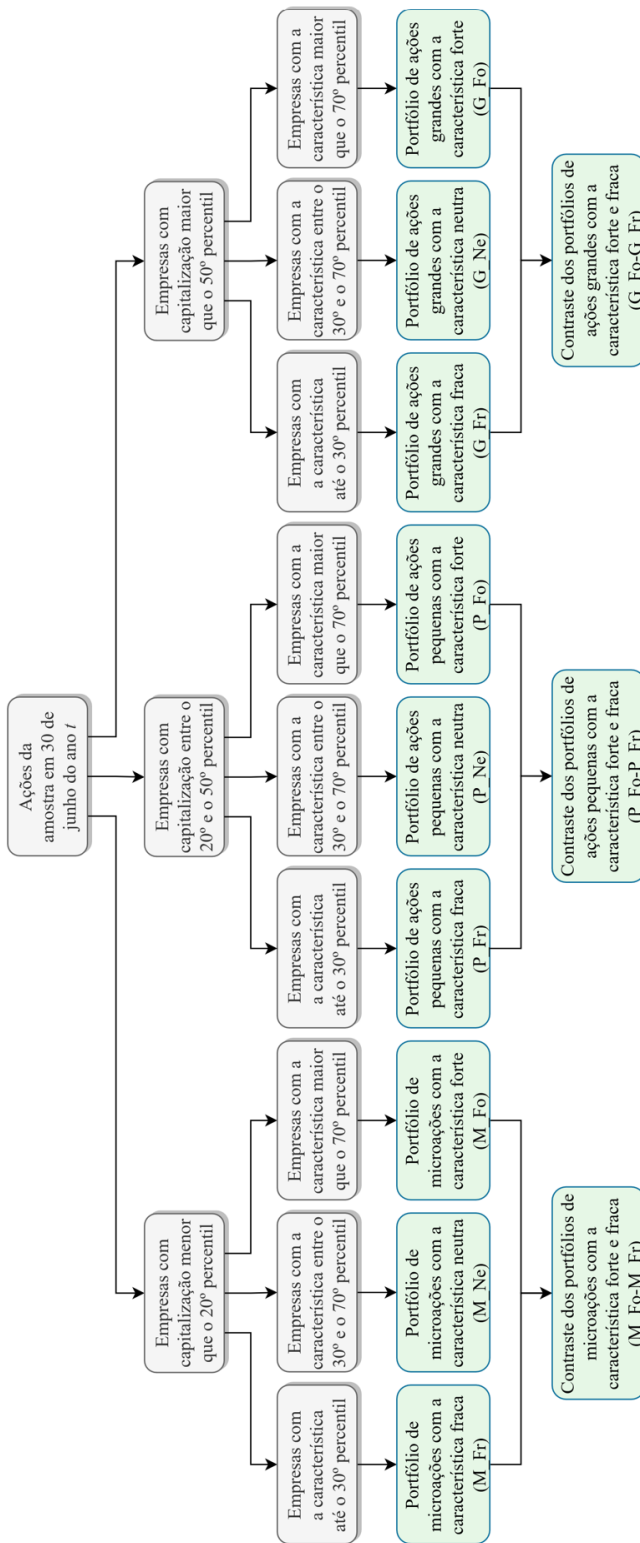 Ações da
amostra em 30 de
junho do ano t
Empresas com
capitalização menor
que o 20º percentil
Empresas com
capitalização entre o
20º e o 50º percentil
Empresas com
capitalização maior
que o 50º percentil
Empresas com
a característica
até o 30º percentil
Empresas com a
característica entre o
30º e o 70º percentil
Empresas com a
característica maior
que o 70º percentil
Empresas com
a característica
até o 30º percentil
Empresas com a
característica entre o
30º e o 70º percentil
Empresas com a
característica maior
que o 70º percentil
Empresas com
a característica
até o 30º percentil
Empresas com a
característica entre o
30º e o 70º percentil
Empresas com a
característica maior
que o 70º percentil
Portfólio de
microações com a
característica fraca
(M_Fr)
Portfólio de
microações com a
característica neutra
(M_Ne)
Portfólio de
microações com a
característica forte
(M_Fo)
Portfólio de ações
pequenas com a
característica fraca
(P_Fr)
Portfólio de ações
pequenas com a
característica neutra
(P_Ne)
Portfólio de ações
pequenas com a
característica forte
(P_Fo)
Portfólio de ações
grandes com a
característica fraca
(G_Fr)
Portfólio de ações
grandes com a
característica neutra
(G_Ne)
Portfólio de ações
grandes com a
característica forte
(G_Fo)
Contraste dos portfólios de
microações com a
característica forte e fraca
(M_Fo-M_Fr)
Contraste dos portfólios de
ações pequenas com a
característica forte e fraca
(P_Fo-P_Fr)
Contraste dos portfólios de
ações grandes com a
característica forte e fraca
(G_Fo-G_Fr)